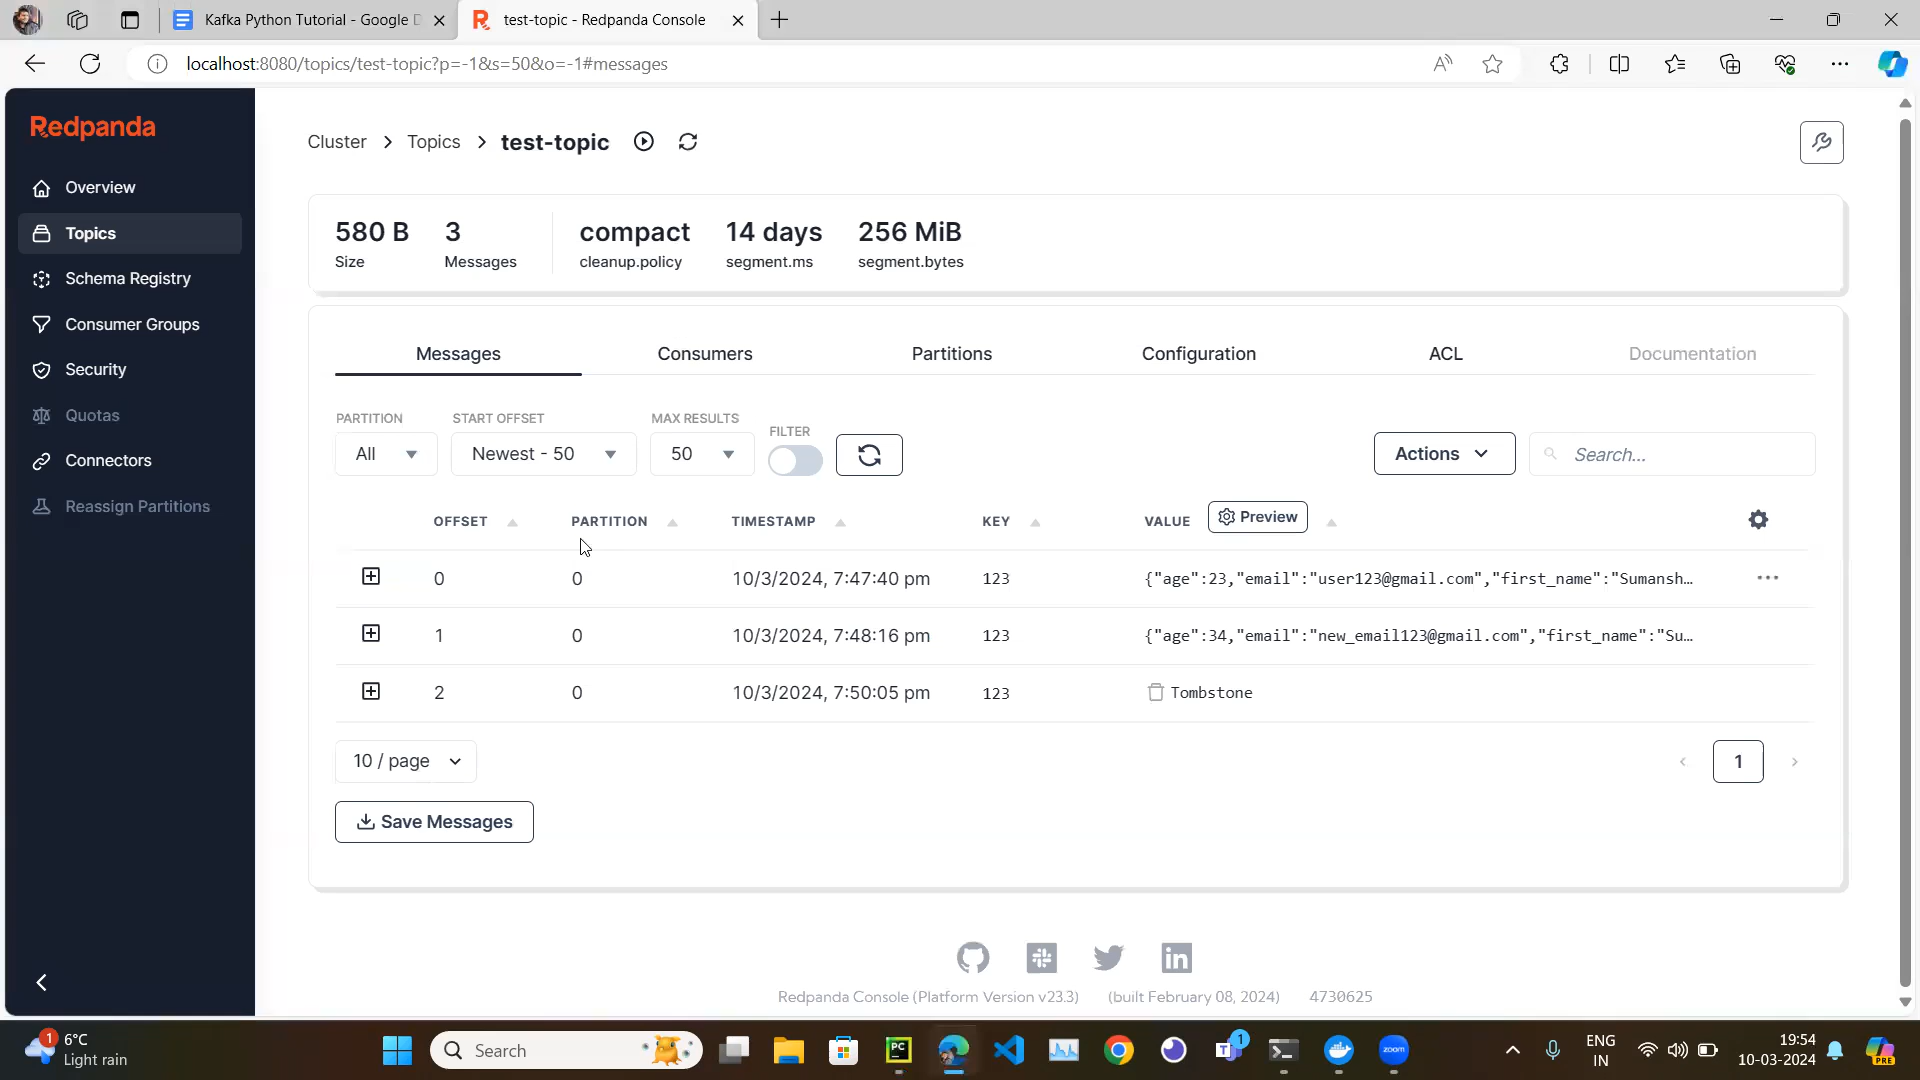 Kafka Python Tutorial - Google D
test-topic - Redpanda Console
localhost:8080/topics/test-topic?p=-1&s=50&o=-1#messages
Redpanda
Overview
Topics
Schema Registry
Consumer Groups
Security
Quotas
Connectors
Reassign Partitions
Cluster > Topics > test-topic
580 B 3 compact 14 days 256 MiB
Size Messages cleanup.policy segment.ms segment.bytes
Messages Consumers Partitions Configuration ACL Documentation
PARTITION START OFFSET MAX RESULTS FILTER
All Newest - 50 50 Actions Search...
OFFSET PARTITION TIMESTAMP KEY VALUE Preview
0 0 10/3/2024, 7:47:40 pm 123 {"age":23,"email":"user123@gmail.com","first_name":"Sumansh… ...
1 0 10/3/2024, 7:48:16 pm 123 {"age":34,"email":"new_email123@gmail.com","first_name":"Su…
2 0 10/3/2024, 7:50:05 pm 123 Tombstone
10 / page < 1 >
Save Messages
Redpanda Console (Platform Version v23.3) (built February 08, 2024) 4730625
1 6°C
Light rain
Search
PC
1
zoom
ENG
IN
19:54
10-03-2024
PRE